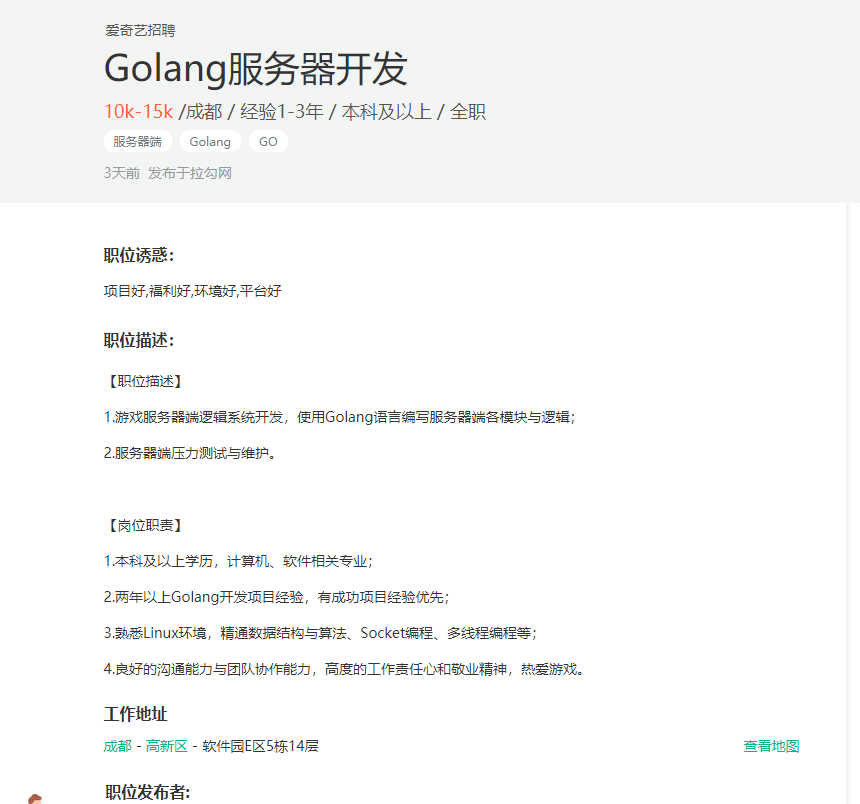 爱奇艺招聘
Golang服务器开发
10k-15k /成都 / 经验1-3年 / 本科及以上 / 全职
服务器端 Golang GO
3天前 发布于拉勾网
职位诱惑：
项目好,福利好,环境好,平台好
职位描述：
【职位描述】
1.游戏服务器端逻辑系统开发，使用Golang语言编写服务器端各模块与逻辑；
2.服务器端压力测试与维护。
【岗位职责】
1.本科及以上学历，计算机、软件相关专业；
2.两年以上Golang开发项目经验，有成功项目经验优先；
3.熟悉Linux环境，精通数据结构与算法、Socket编程、多线程编程等；
4.良好的沟通能力与团队协作能力，高度的工作责任心和敬业精神，热爱游戏。
工作地址
成都 - 高新区 - 软件园E区5栋14层 查看地图
职位发布者: